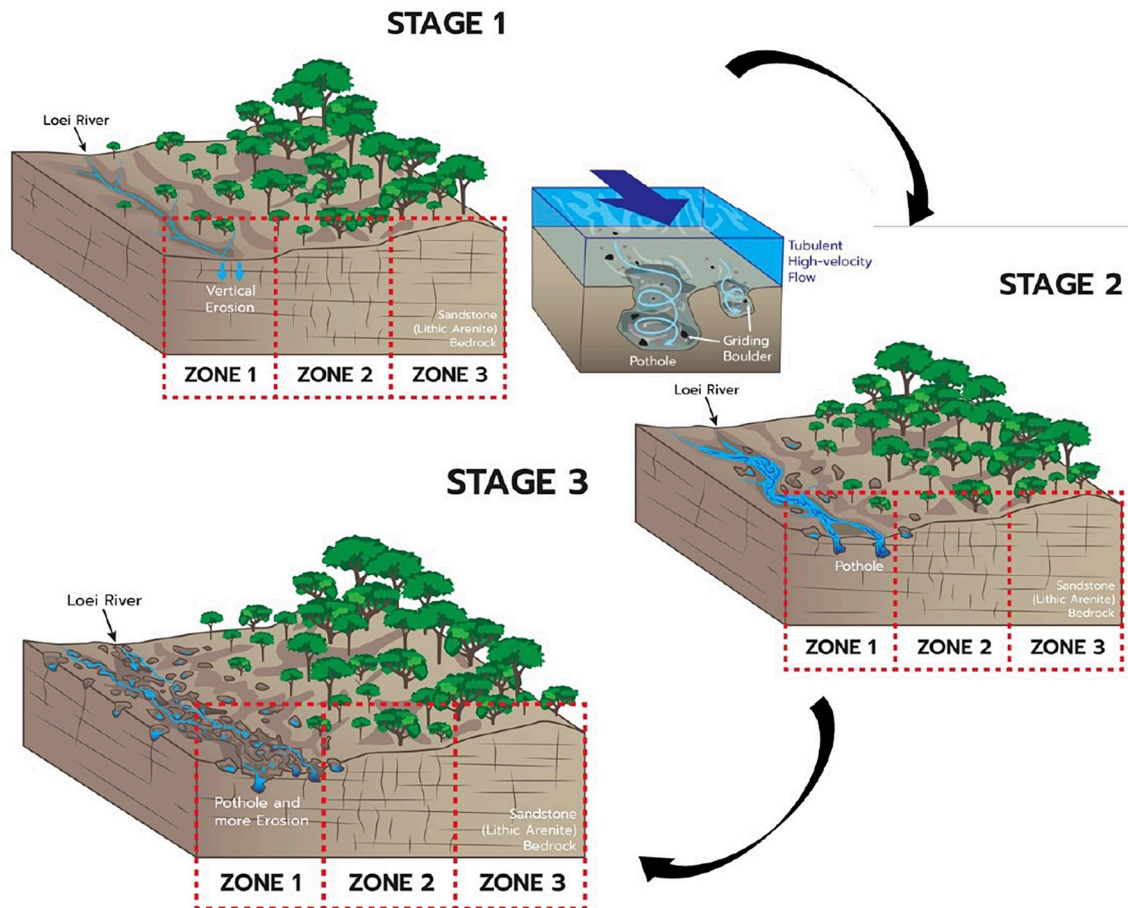 STAGE 1
Loei River
Vertical
Erosion
Sandstone
(Lithic Arenite)
Bedrock
ZONE 1
ZONE 2
ZONE 3
Tubulent
High-velocity
Flow
Griding
Boulder
Pothole
STAGE 2
Loei River
Pothole
Sandstone
(Lithic Arenite)
Bedrock
ZONE 1
ZONE 2
ZONE 3
STAGE 3
Loei River
Pothole and
more Erosion
Sandstone
(Lithic Arenite)
Bedrock
ZONE 1
ZONE 2
ZONE 3